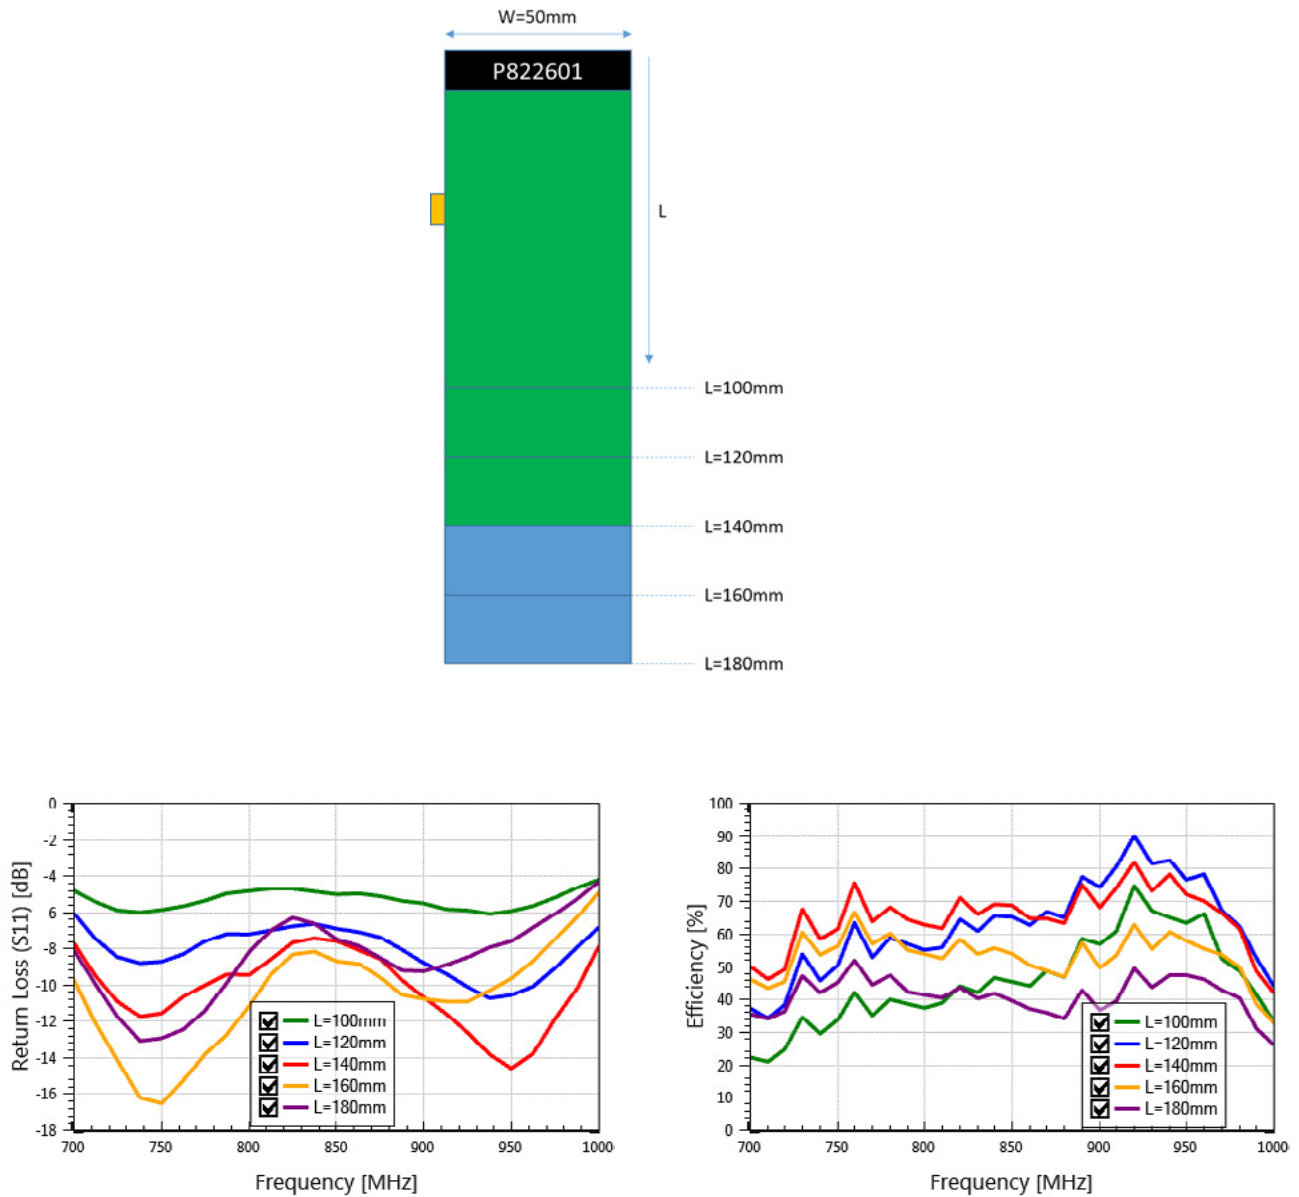 W=50mm
P822601
L
L=100mm
L=120mm
L=140mm
L=160mm
L=180mm
Return Loss (S11) [dB]
0
-2
-4
6
-8
-10
-12
-14
-16
-18
700
750
800
850
900
950
1000
Frequency [MHz]
L=100mm
L=120mm
L=140mm
L=160mm
L=180mm
Efficiency [%]
100
90
80
70
60
50
40
30
20
10
0
700
750
800
850
900
950
1000
Frequency [MHz]
L=100mm
L-120mm
L=140mm
L=160mm
L=180mm